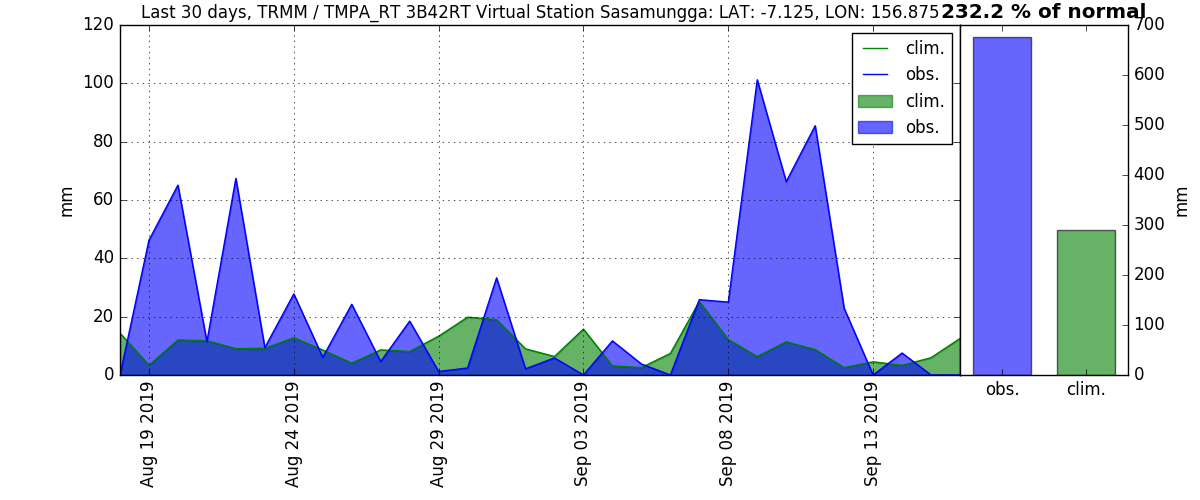 Last 30 days, TRMM / TMPA_RT 3B42RT Virtual Station Sasamungga: LAT: -7.125, LON: 156.875
232.2 % of normal
120
100
80
60
40
20
0
mm
clim.
obs.
clim.
obs.
Aug 19 2019
Aug 24 2019
Aug 29 2019
Sep 03 2019
Sep 08 2019
Sep 13 2019
700
600
500
400
300
200
100
0
mm
obs.
clim.